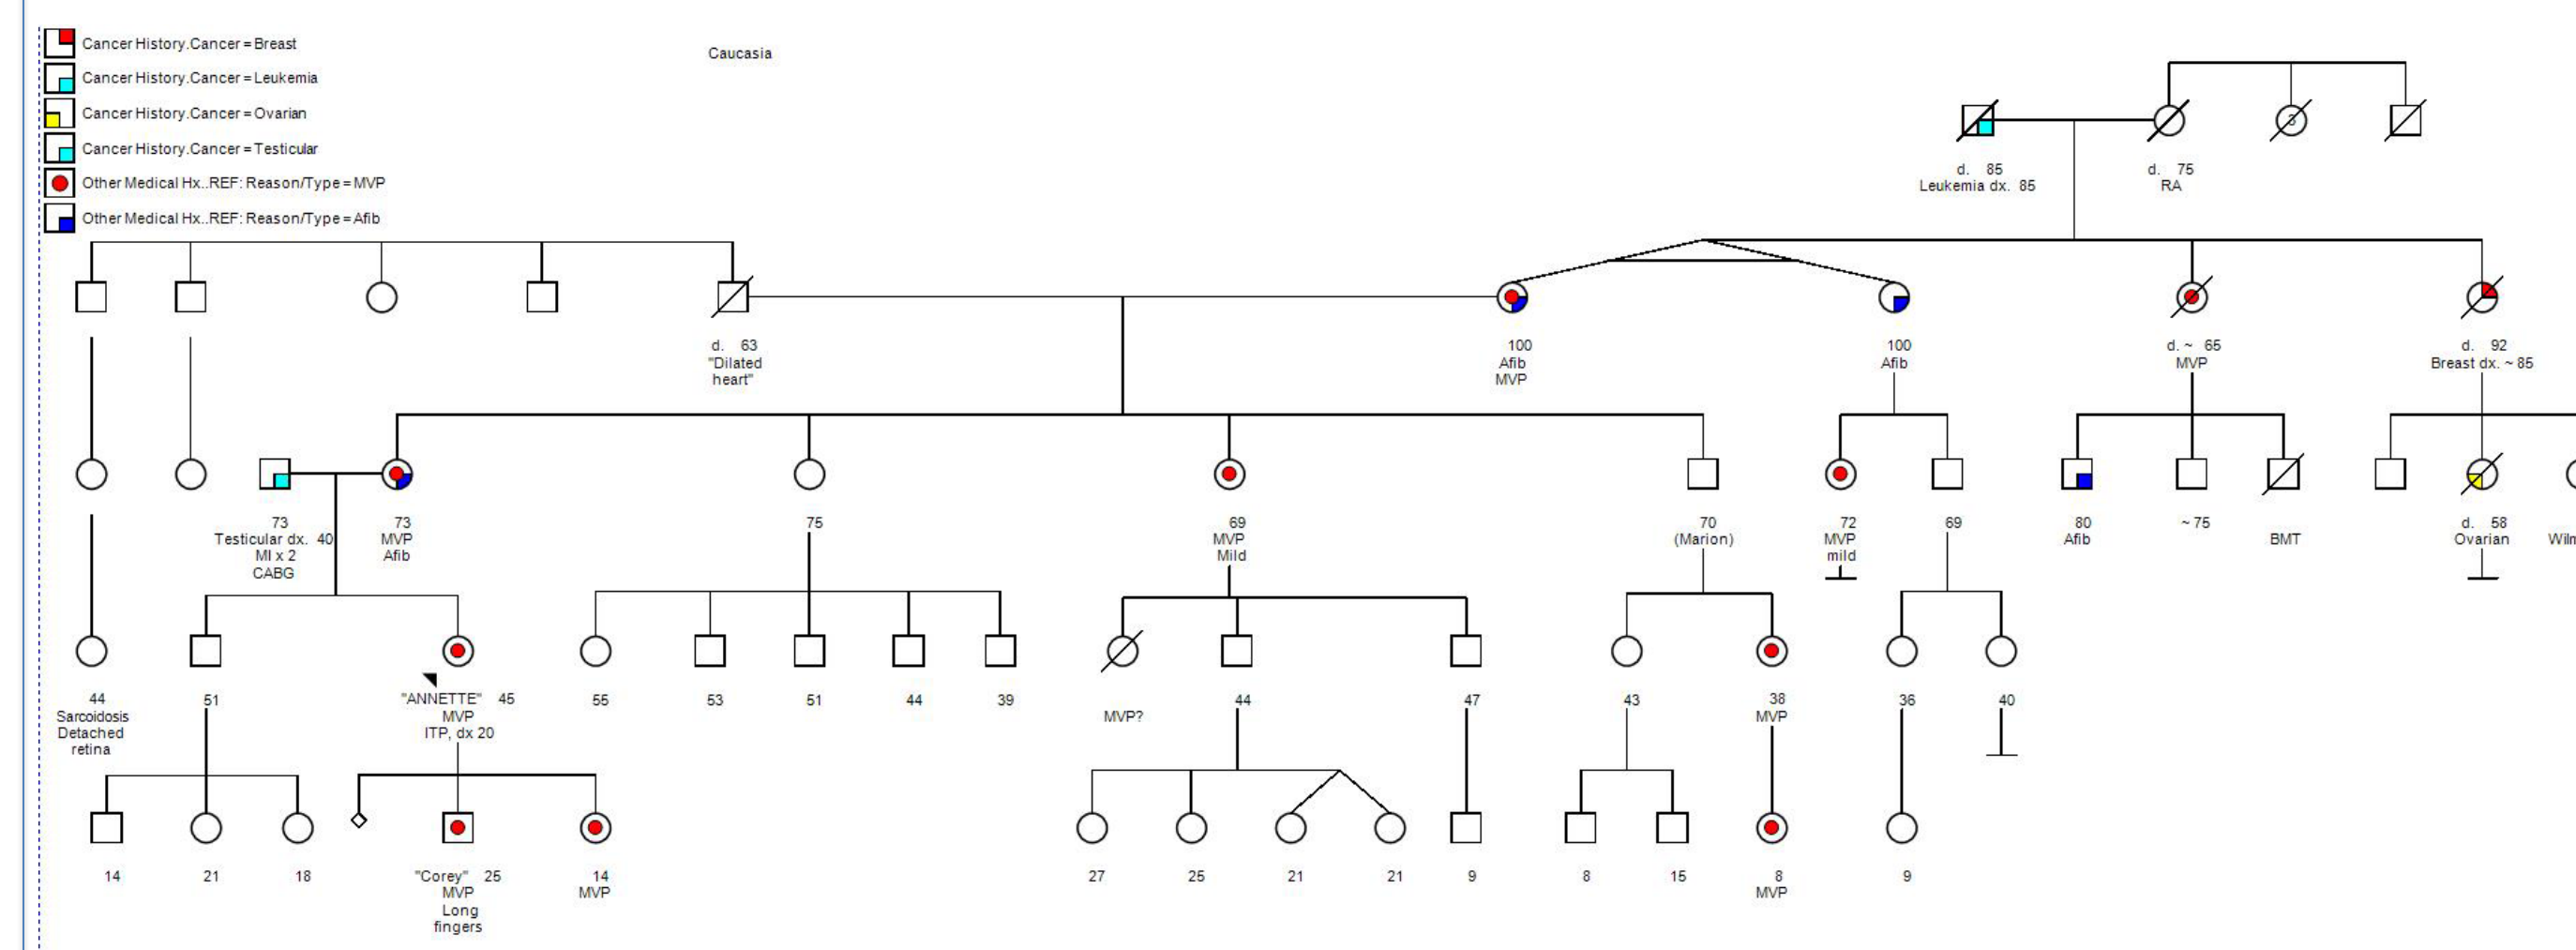 Cancer History.Cancer = Breast
Cancer History.Cancer = Leukemia
Cancer History.Cancer = Ovarian
Cancer History.Cancer = Testicular
Other Medical Hx..REF: Reason/Type = MVP
Other Medical Hx..REF: Reason/Type = Afib
Caucasia
3
d. 85
Leukemia dx. 85
d. 75
RA
d. 63
"Dilated
heart"
100
Afib
MVP
100
Afib
d. ~ 65
MVP
d. 92
Breast dx. ~ 85
73
Testicular dx. 40
MI x 2
CABG
73
MVP
Afib
75
69
MVP
Mild
70
(Marion)
72
MVP
mild
69
80
Afib
~ 75
BMT
d. 58
Ovarian
Wiln
44
Sarcoidosis
Detached
retina
51
"ANNETTE" 45
MVP
ITP, dx 20
55
53
51
44
39
MVP?
44
47
43
38
MVP
36
40
14
21
18
"Corey" 25
MVP
Long
fingers
14
MVP
27
25
21
21
9
8
15
8
MVP
9